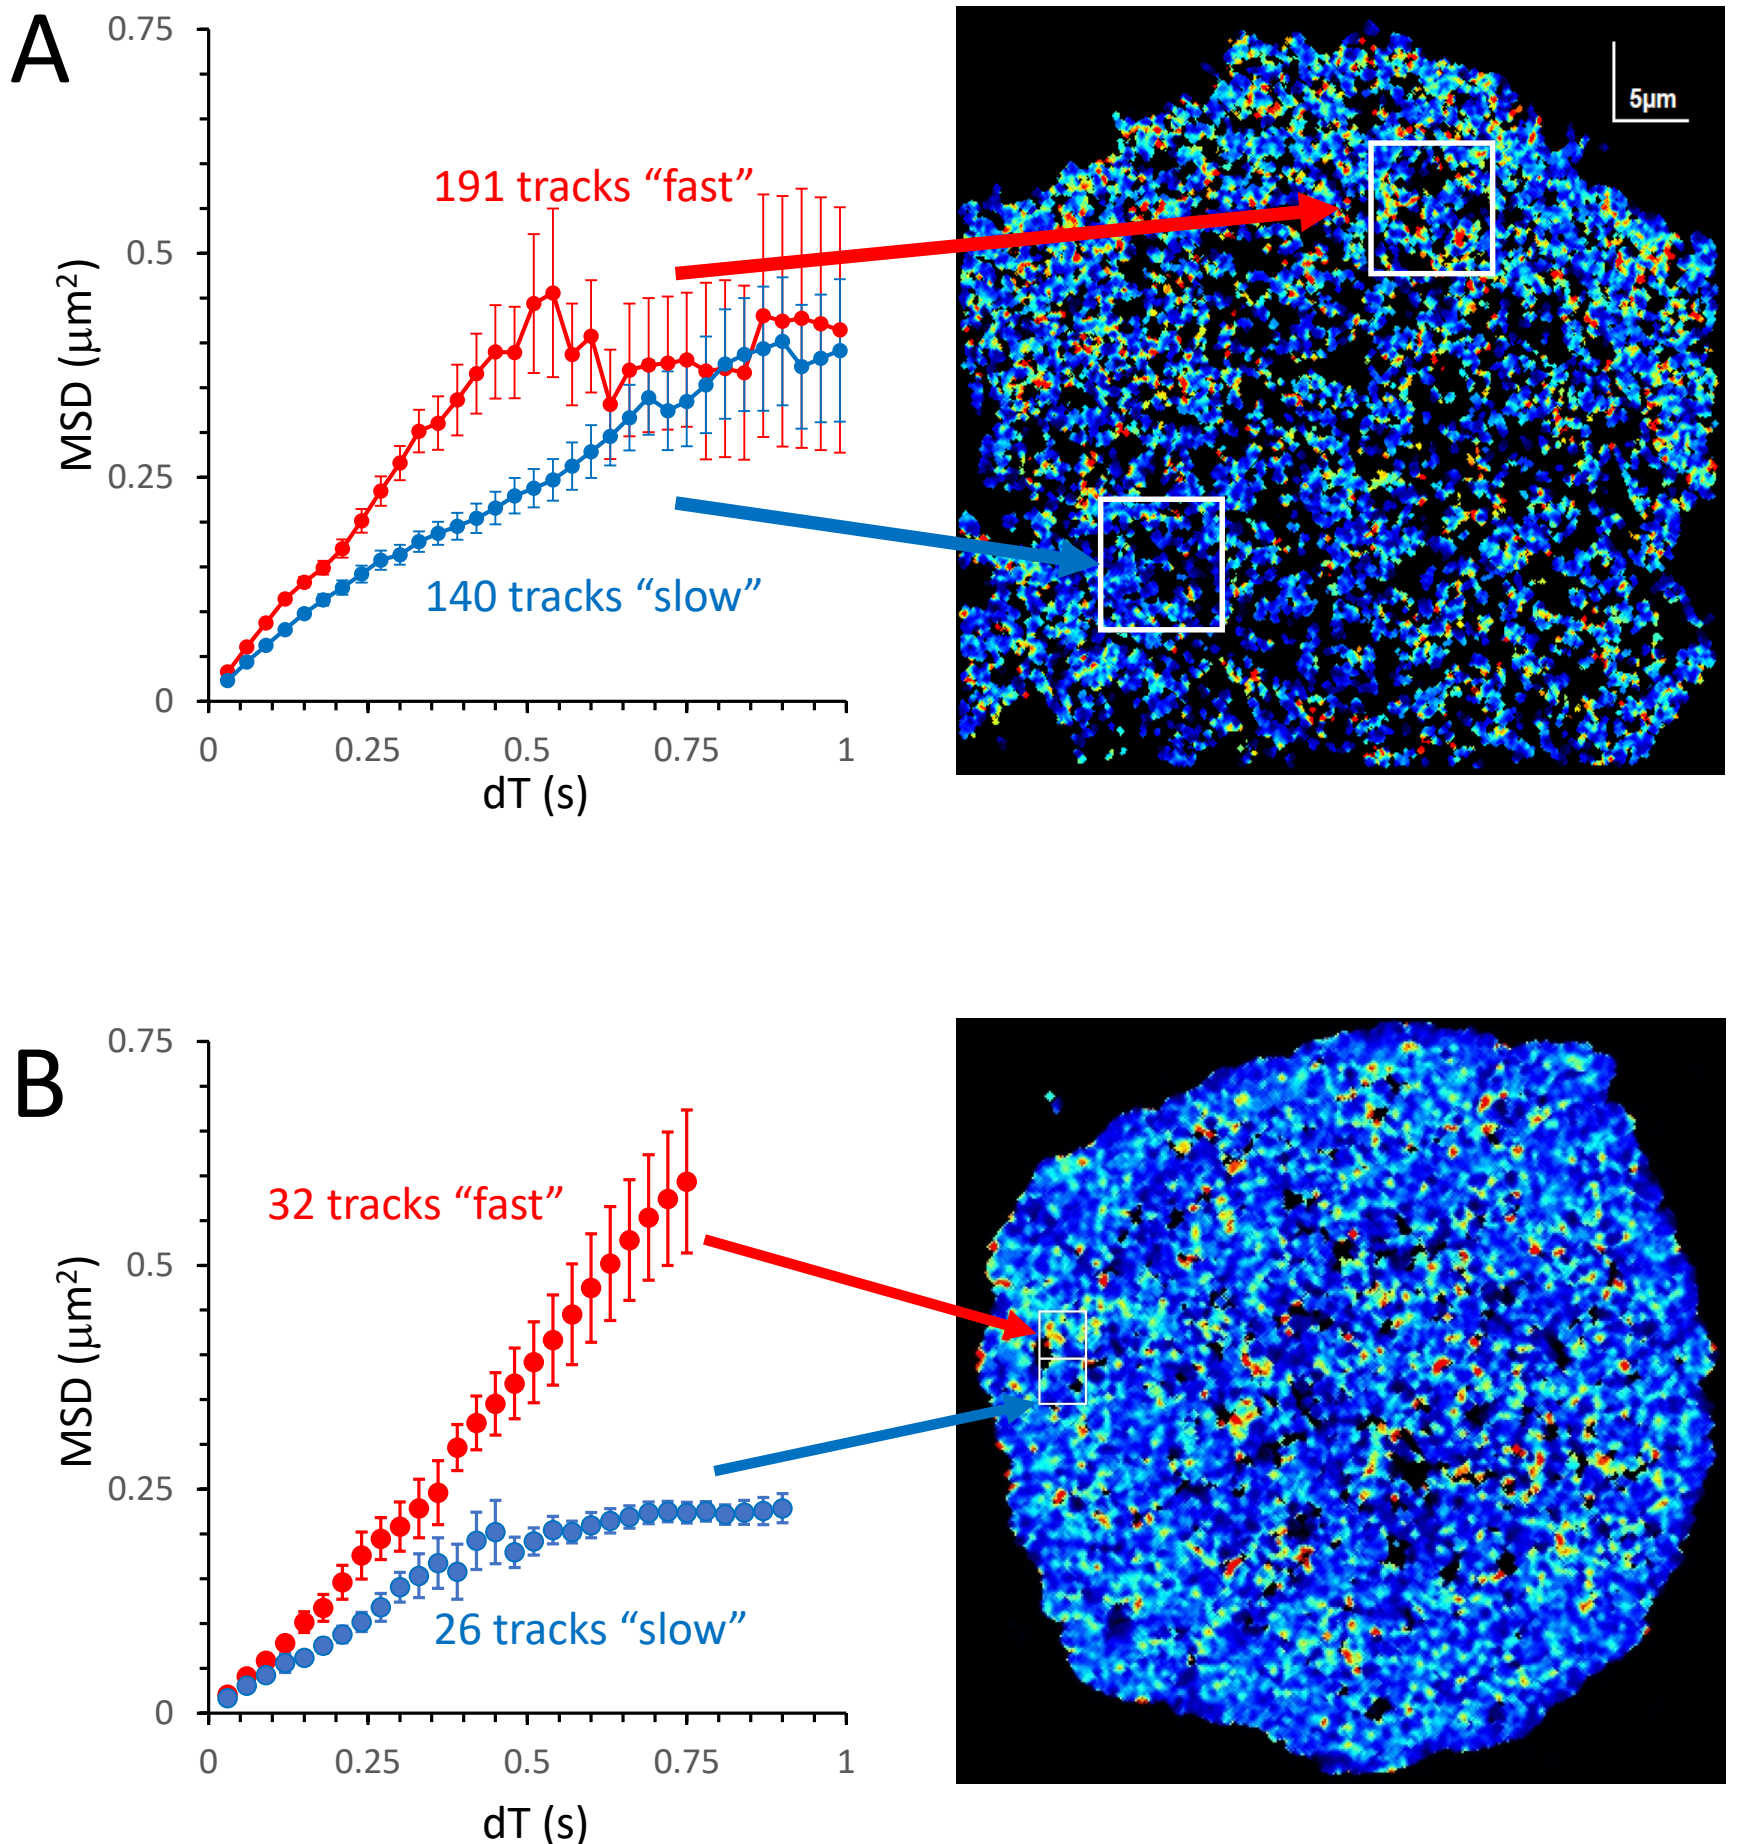 A
0.75
0.5
0.25
0
MSD (μm²)
191 tracks “fast”
140 tracks “slow”
0 0.25 0.5 0.75 1
dT (s)
5μm
B
0.75
0.5
0.25
0
MSD (μm²)
32 tracks “fast”
26 tracks “slow”
0 0.25 0.5 0.75 1
dT (s)